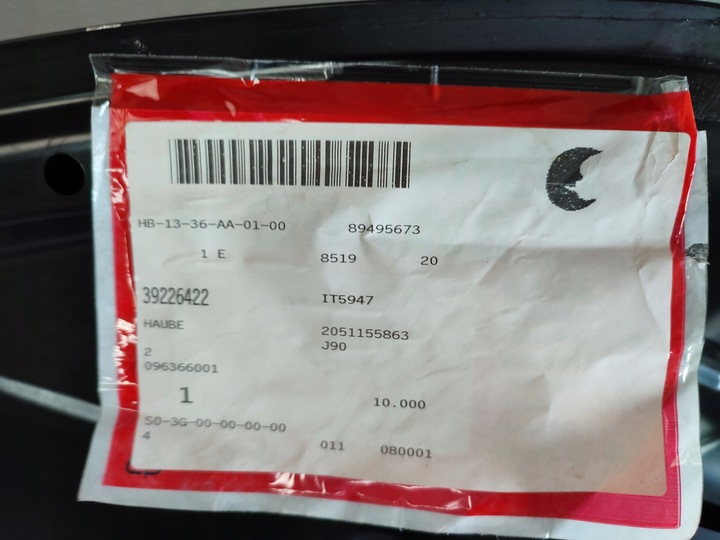 HB-13-36-AA-01-00 89495673
1 E 8519 20
39226422 IT5947
HAUBE 2051155863
J90
2
096366001
1 10.000
S0-3G-00-00-00-00
4 011 080001